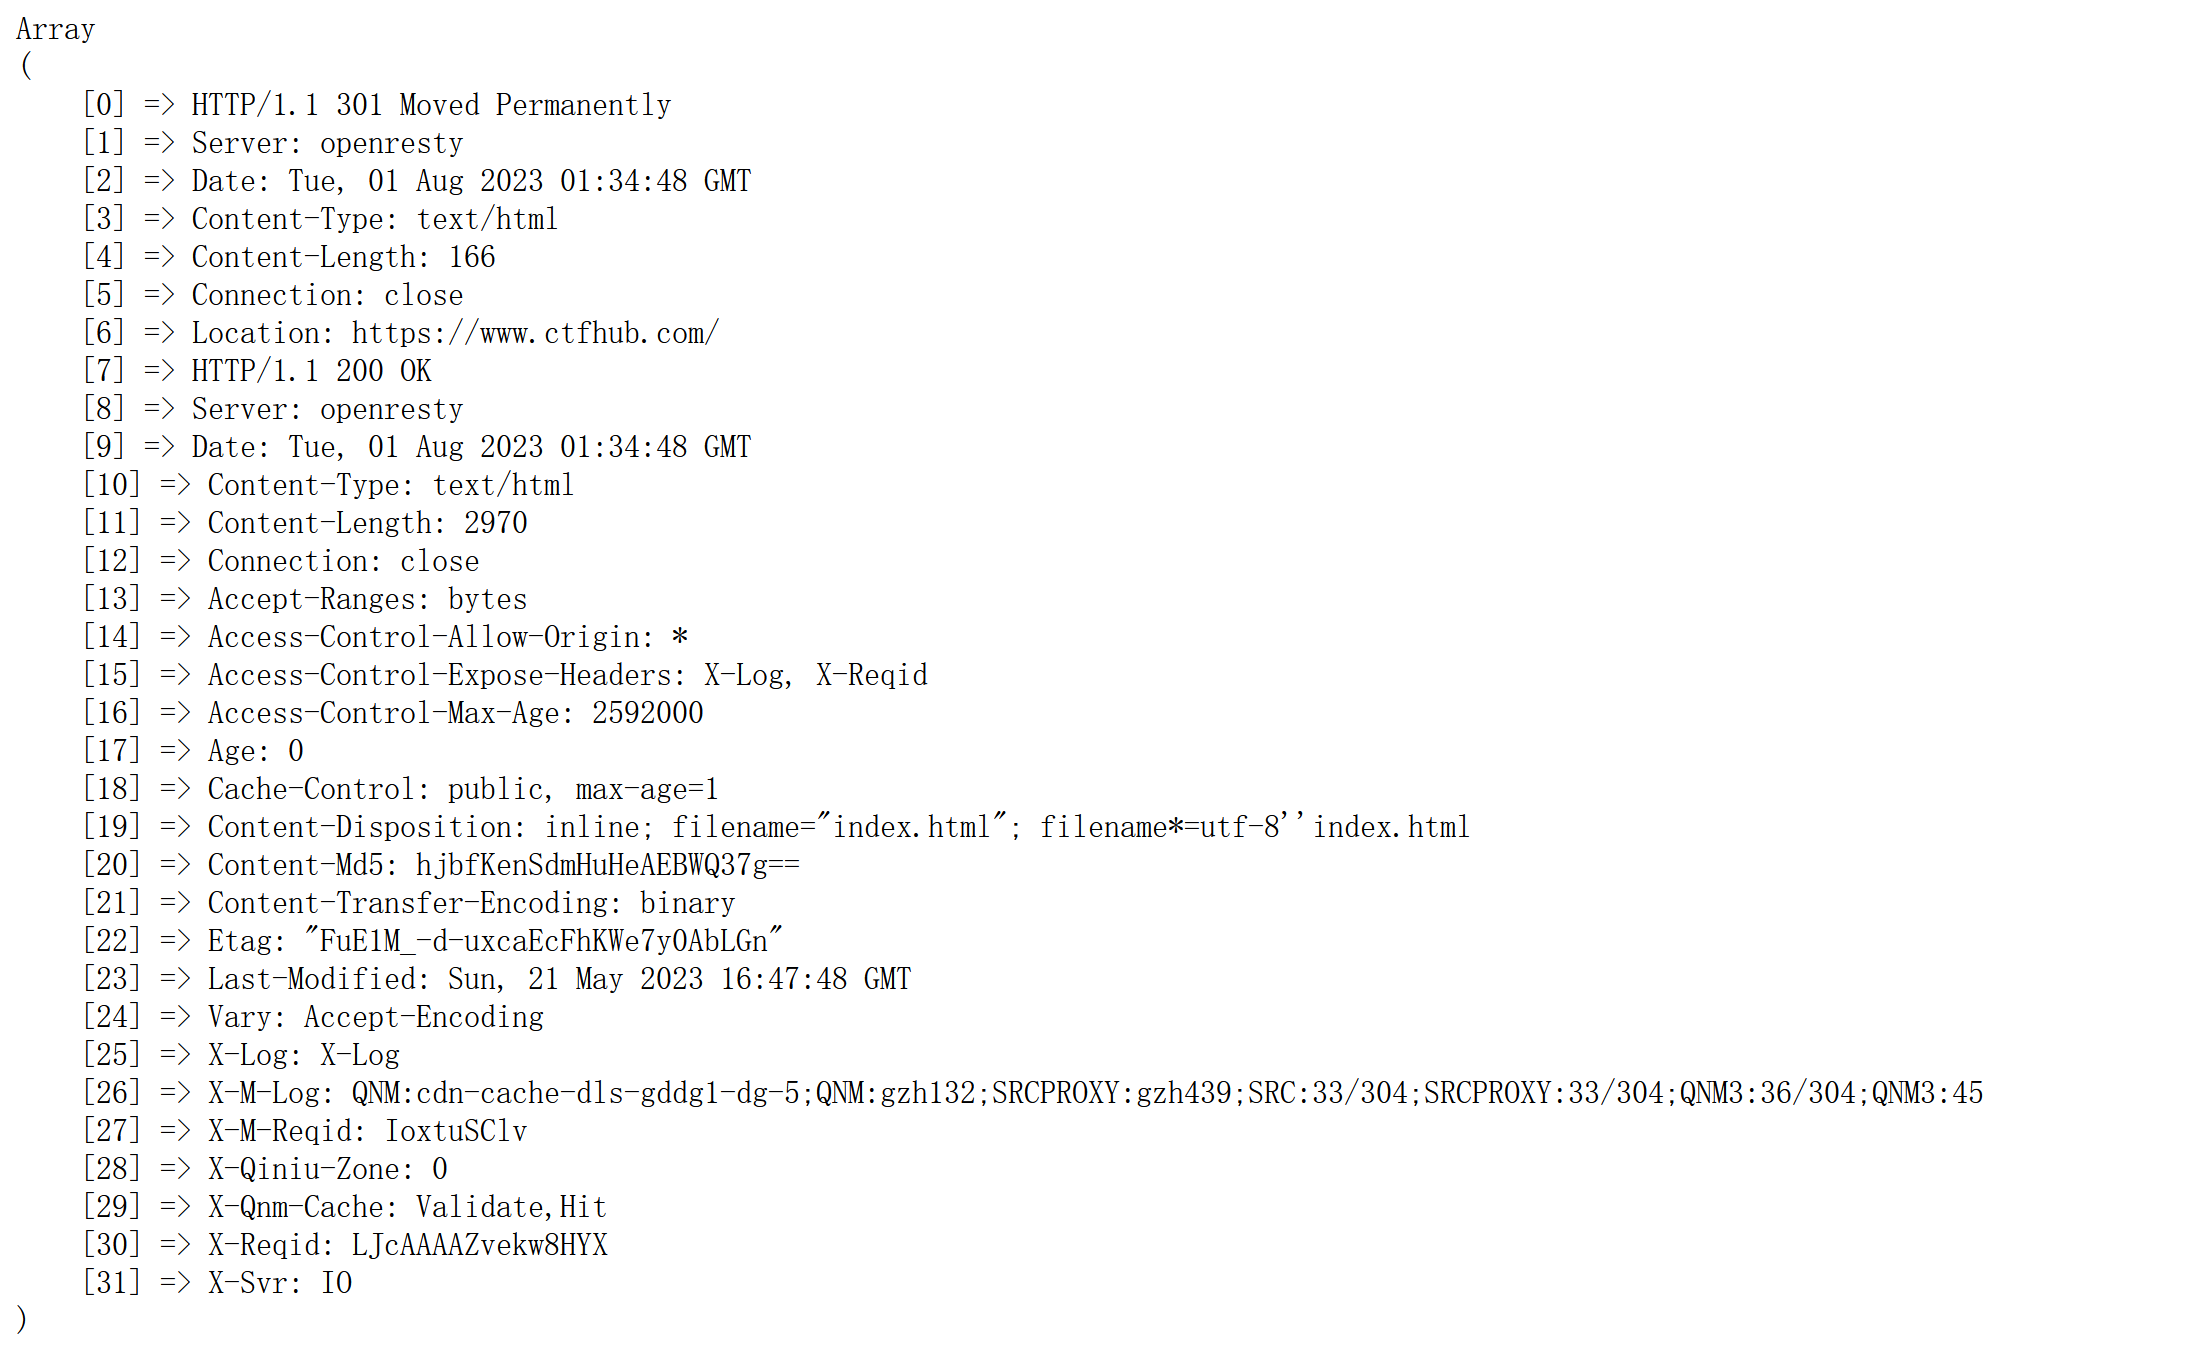 Array
(
    [0] => HTTP/1.1 301 Moved Permanently
    [1] => Server: openresty
    [2] => Date: Tue, 01 Aug 2023 01:34:48 GMT
    [3] => Content-Type: text/html
    [4] => Content-Length: 166
    [5] => Connection: close
    [6] => Location: https://www.ctfhub.com/
    [7] => HTTP/1.1 200 OK
    [8] => Server: openresty
    [9] => Date: Tue, 01 Aug 2023 01:34:48 GMT
    [10] => Content-Type: text/html
    [11] => Content-Length: 2970
    [12] => Connection: close
    [13] => Accept-Ranges: bytes
    [14] => Access-Control-Allow-Origin: *
    [15] => Access-Control-Expose-Headers: X-Log, X-Reqid
    [16] => Access-Control-Max-Age: 2592000
    [17] => Age: 0
    [18] => Cache-Control: public, max-age=1
    [19] => Content-Disposition: inline; filename="index.html"; filename*=utf-8''index.html
    [20] => Content-Md5: hjbfKenSdmHuHeAEBWQ37g==
    [21] => Content-Transfer-Encoding: binary
    [22] => Etag: "FuE1M_-d-uxcaEcFhKWe7y0AbLGn"
    [23] => Last-Modified: Sun, 21 May 2023 16:47:48 GMT
    [24] => Vary: Accept-Encoding
    [25] => X-Log: X-Log
    [26] => X-M-Log: QNM:cdn-cache-dls-gddg1-dg-5;QNM:gzh132;SRCPROXY:gzh439;SRC:33/304;SRCPROXY:33/304;QNM3:36/304;QNM3:45
    [27] => X-M-Reqid: IoxtuSClv
    [28] => X-Qiniu-Zone: 0
    [29] => X-Qnm-Cache: Validate,Hit
    [30] => X-Reqid: LJcAAAAZvekw8HYX
    [31] => X-Svr: IO
)